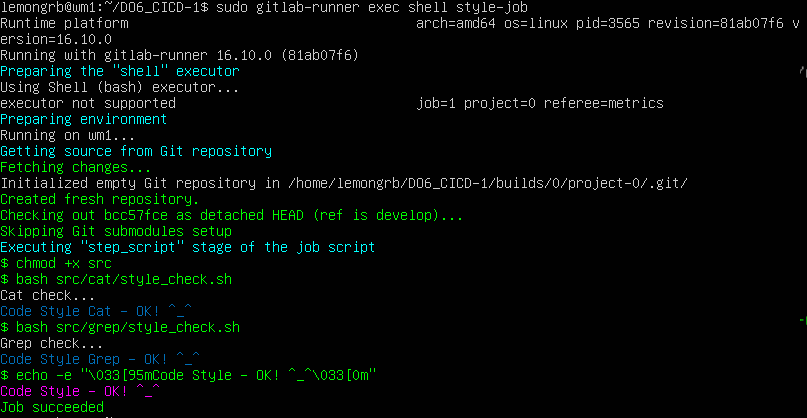 lemongrb@wm1:~/DO6_CICD-1$ sudo gitlab-runner exec shell style-job
Runtime platform                                    arch=amd64 os=linux pid=3565 revision=81ab07f6 v
ersion=16.10.0
Running with gitlab-runner 16.10.0 (81ab07f6)
Preparing the "shell" executor
Using Shell (bash) executor...
executor not supported                              job=1 project=0 referee=metrics
Preparing environment
Running on wm1...
Getting source from Git repository
Fetching changes...
Initialized empty Git repository in /home/lemongrb/DO6_CICD-1/builds/0/project-0/.git/
Created fresh repository.
Checking out bcc57fce as detached HEAD (ref is develop)...
Skipping Git submodules setup
Executing "step_script" stage of the job script
$ chmod +x src
$ bash src/cat/style_check.sh
Cat check...
Code Style Cat - OK! ^_^
$ bash src/grep/style_check.sh
Grep check...
Code Style Grep - OK! ^_^
$ echo -e "\033[95mCode Style - OK! ^_^\033[0m"
Code Style - OK! ^_^
Job succeeded